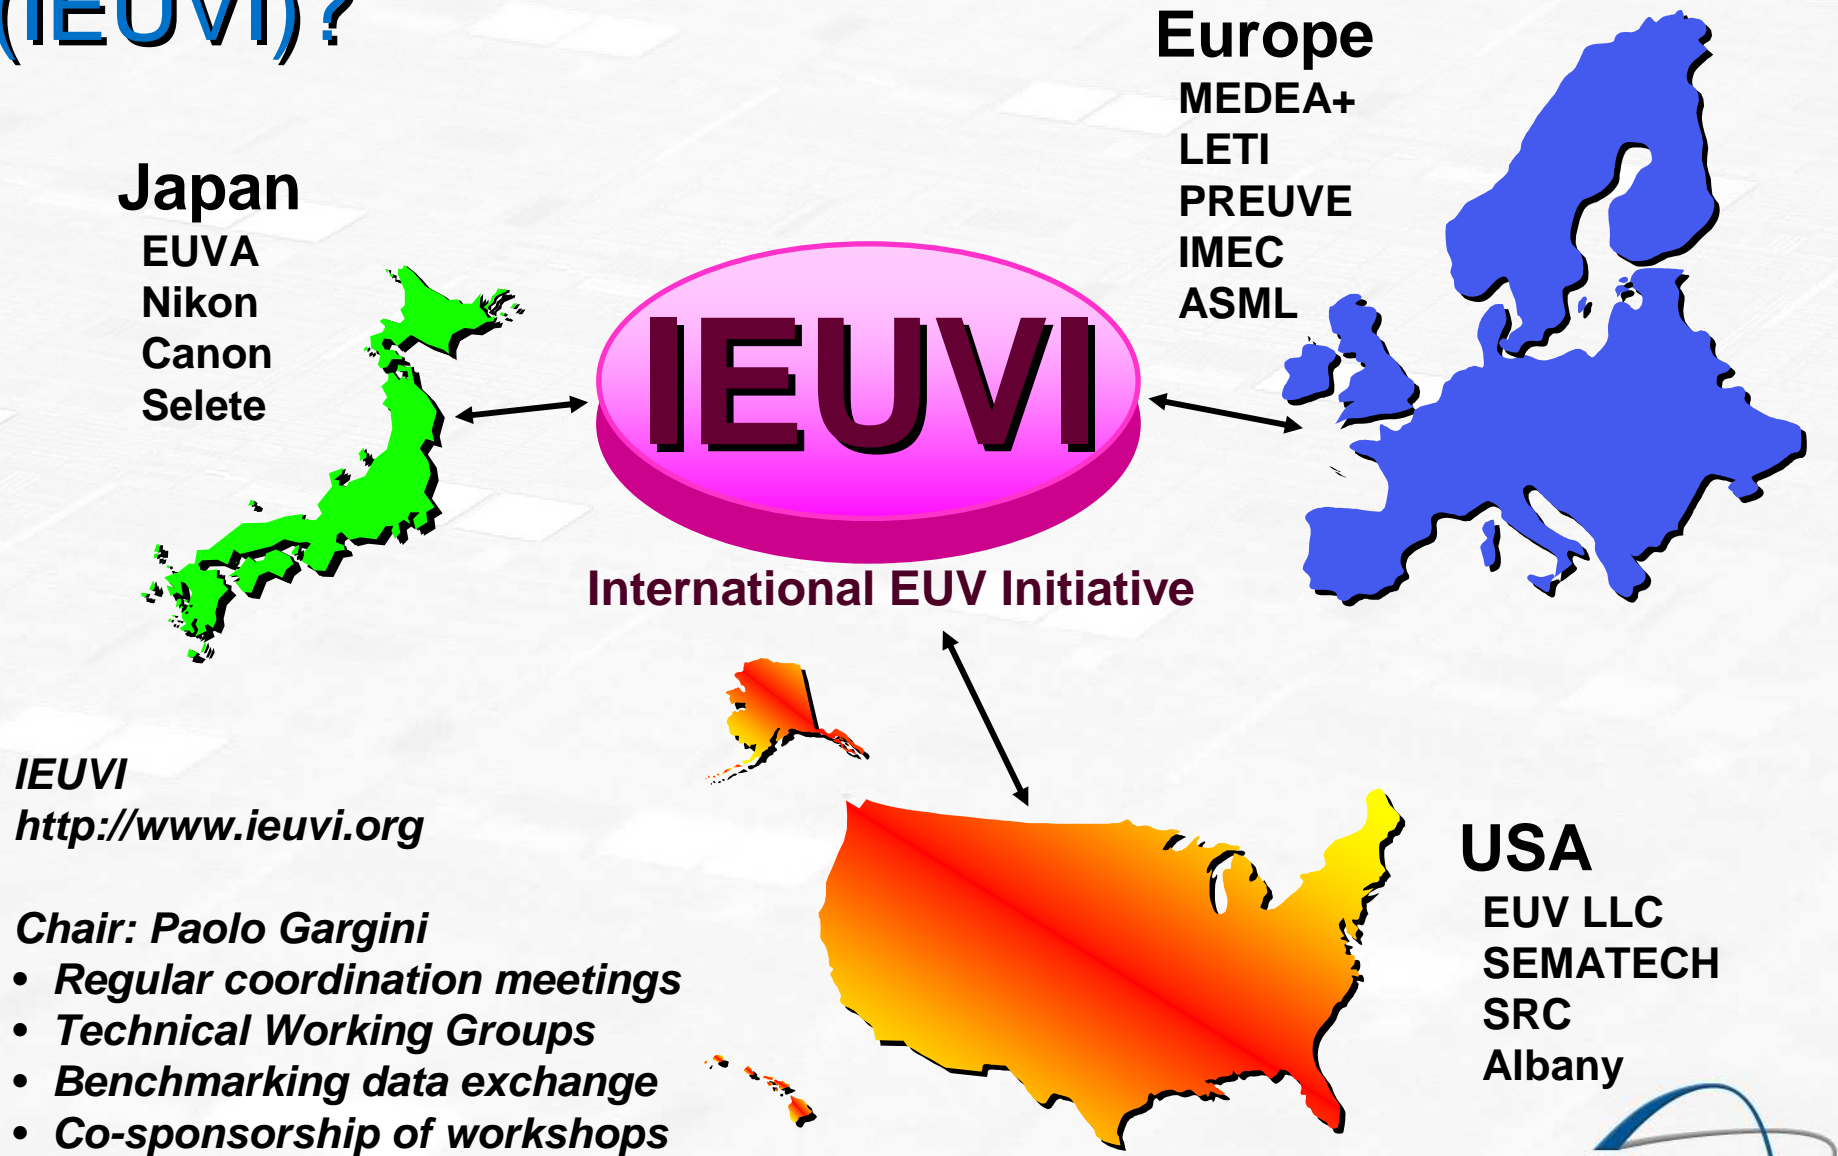 (IEUVI)?
Europe
MEDEA+
LETI
PREUVE
IMEC
ASML
Japan
EUVA
Nikon
Canon
Selete
IEUVI
International EUV Initiative
IEUVI
http://www.ieuvi.org
Chair: Paolo Gargini
• Regular coordination meetings
• Technical Working Groups
• Benchmarking data exchange
• Co-sponsorship of workshops
USA
EUV LLC
SEMATECH
SRC
Albany